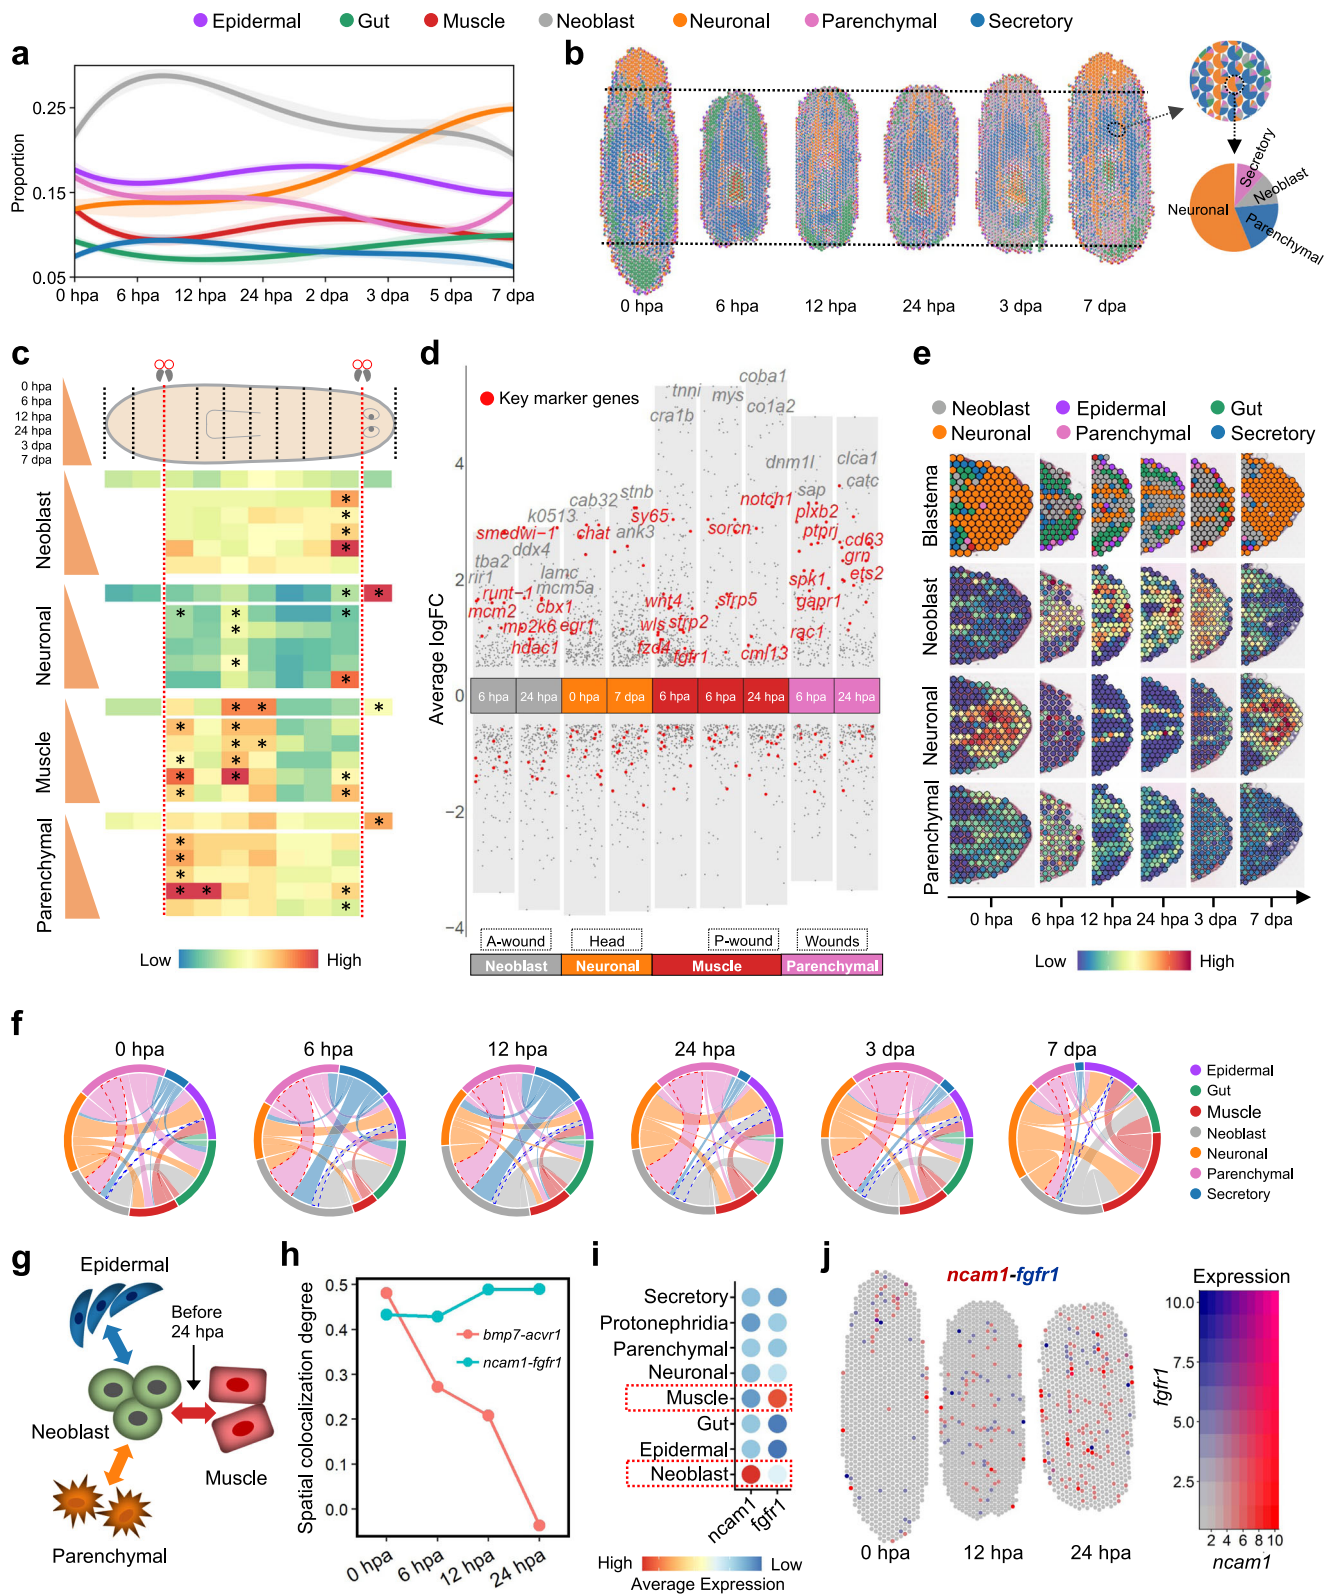 Epidermal Gut Muscle Neoblast Neuronal Parenchymal Secretory
a
Proportion
0.25
0.15
0.05
0 hpa 6 hpa 12 hpa 24 hpa 2 dpa 3 dpa 5 dpa 7 dpa
b
0 hpa 6 hpa 12 hpa 24 hpa 3 dpa 7 dpa
Secretory
Neoblast
Neuronal
Parenchymal
c
0 hpa
6 hpa
12 hpa
24 hpa
3 dpa
7 dpa
Neoblast
*
*
*
*
Neuronal
* *
* * *
*
*
*
Muscle
* * *
* *
* *
* *
* * *
* *
Parenchymal
*
*
*
*
* * *
*
Low High
d
Key marker genes
Average logFC
4
2
0
−2
−4
coba1
tnni mys
cra1b co1a2
dnm1l clca1
catc
cab32 stnb sap
notch1
k0513 sy65 plxb2
smedwi-1 chat ank3 sorcn ptprj
ddx4 cd63
tba2 grn
rir1 lamc spk1 ets2
runt-1 mcm5a
mcm2 cbx1 wnt4 sfrp5 gapr1
mp2k6 egr1 wls sfrp2 rac1
hdac1 fzd4 fgfr1 cml13
6 hpa 24 hpa 0 hpa 7 dpa 6 hpa 6 hpa 24 hpa 6 hpa 24 hpa
A-wound Head P-wound Wounds
Neoblast Neuronal Muscle Parenchymal
e
Neoblast Epidermal Gut
Neuronal Parenchymal Secretory
Blastema
Neoblast
Neuronal
Parenchymal
0 hpa 6 hpa 12 hpa 24 hpa 3 dpa 7 dpa
Low High
f
0 hpa 6 hpa 12 hpa 24 hpa 3 dpa 7 dpa
Epidermal
Gut
Muscle
Neoblast
Neuronal
Parenchymal
Secretory
g
Epidermal
Before
24 hpa
Neoblast
Muscle
Parenchymal
h
Spatial colocalization degree
0.5
0.4
0.3
0.2
0.1
0.0
bmp7-acvr1
ncam1-fgfr1
0 hpa 6 hpa 12 hpa 24 hpa
i
Secretory
Protonephridia
Parenchymal
Neuronal
Muscle
Gut
Epidermal
Neoblast
ncam1 fgfr1
High Low
Average Expression
j
ncam1-fgfr1
0 hpa 12 hpa 24 hpa
Expression
10.0
7.5
5.0
2.5
fgfr1
2 4 6 8 10
ncam1